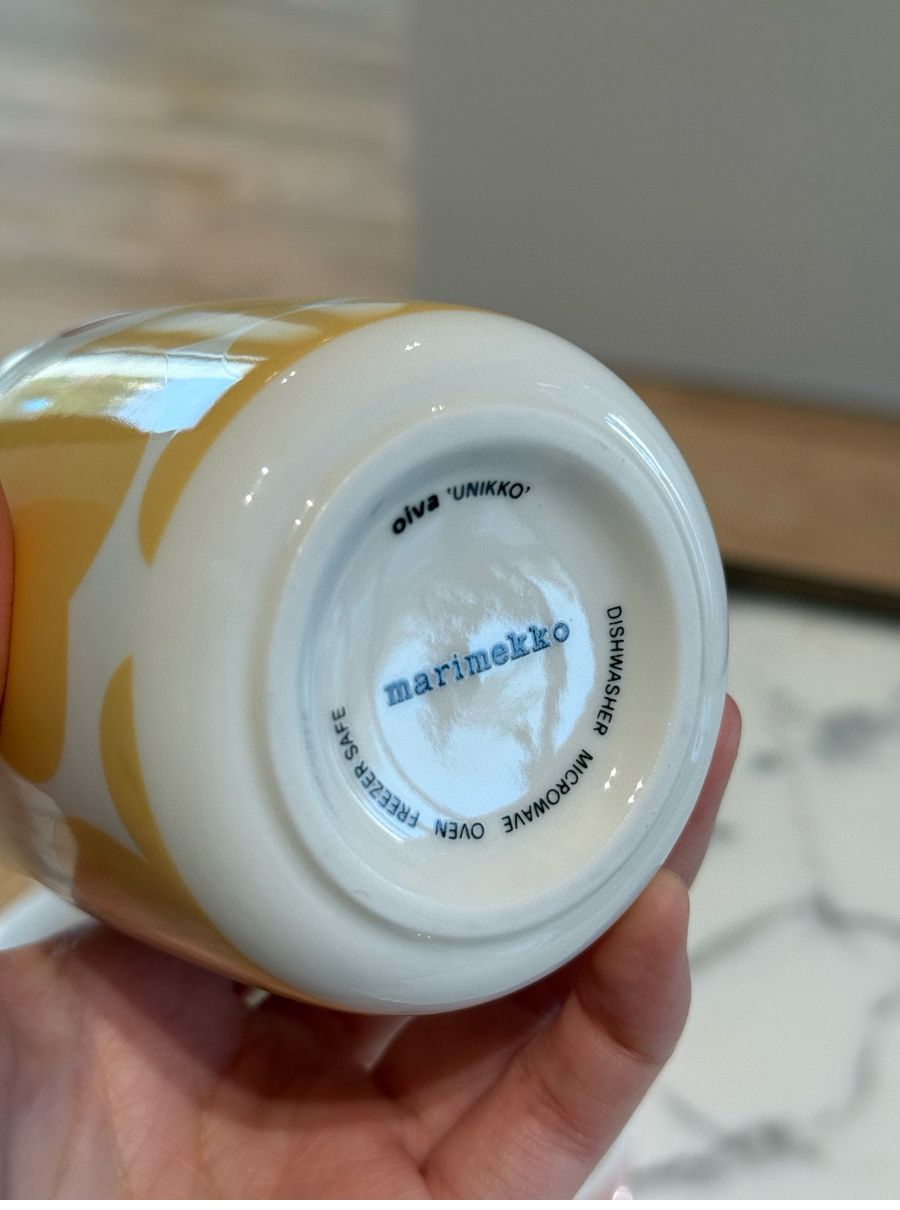 oiva 'UNIKKO'
marimekko
DISHWASHER MICROWAVE OVEN FREEZER SAFE